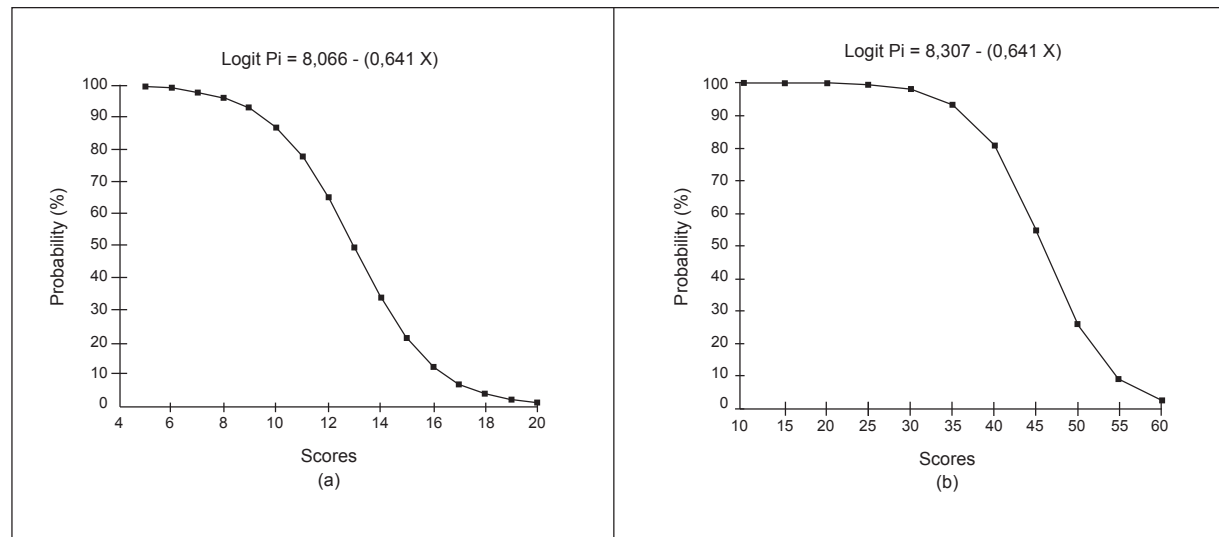 Logit Pi = 8,066 - (0,641 X)
100
90
80
70
60
50
40
30
20
10
0
Probability (%)
4 6 8 10 12 14 16 18 20
Scores
(a)
Logit Pi = 8,307 - (0,641 X)
100
90
80
70
60
50
40
30
20
10
0
Probability (%)
10 15 20 25 30 35 40 45 50 55 60
Scores
(b)